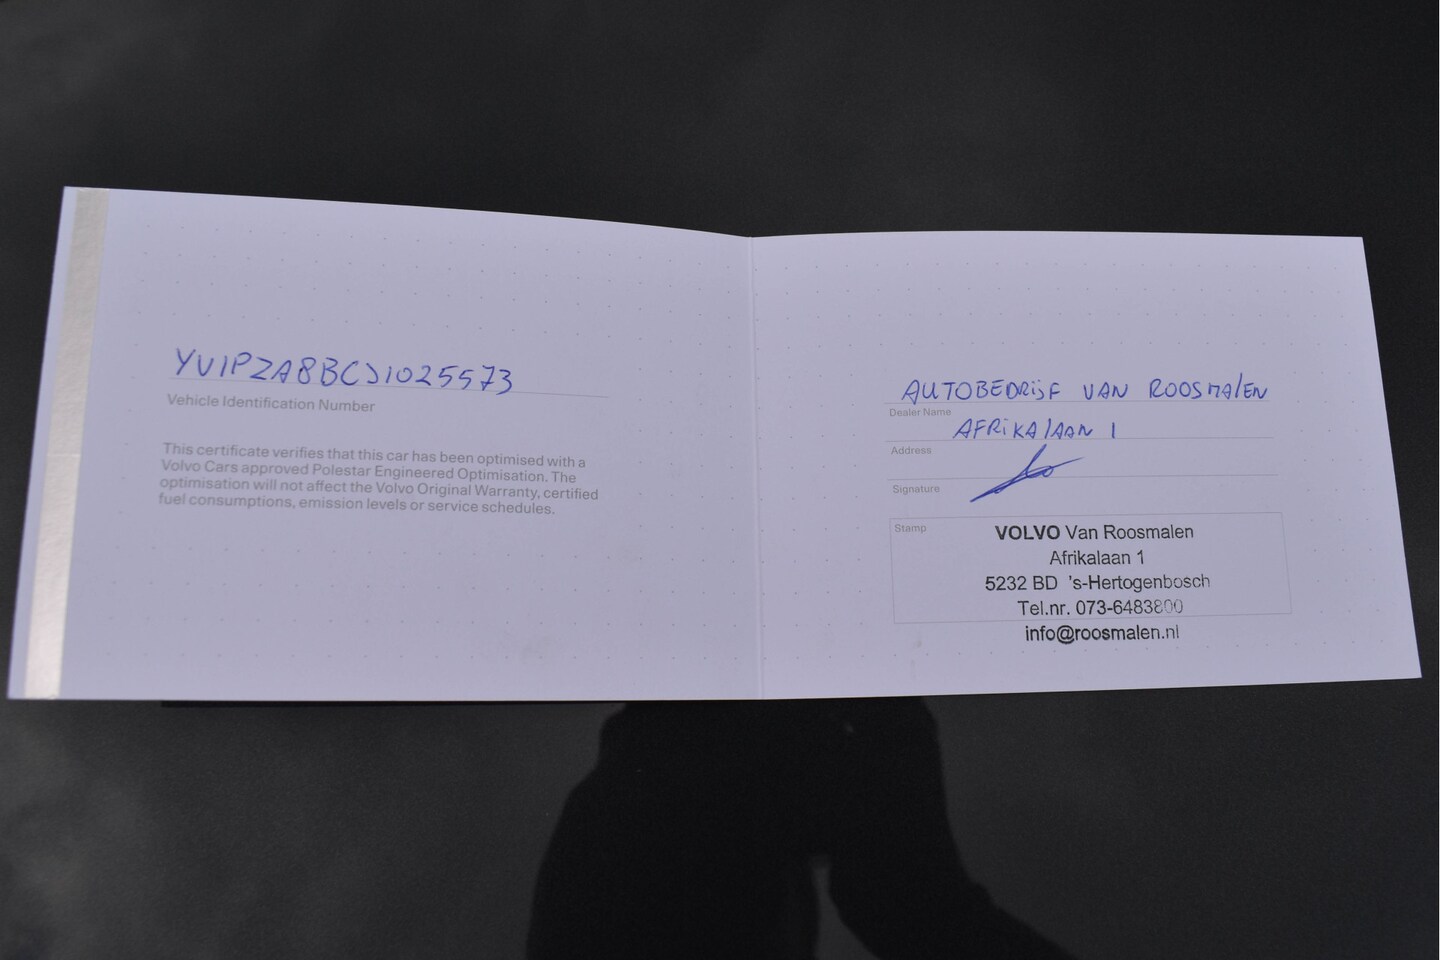 YV1PZA8BCJ1025573
Vehicle Identification Number
This certificate verifies that this car has been optimised with a
Volvo Cars approved Polestar Engineered Optimisation. The
optimisation will not affect the Volvo Original Warranty, certified
fuel consumptions, emission levels or service schedules.
AUTOBEDRIJF VAN ROOSMALEN
Dealer Name
AFRIKALAAN 1
Address
Signature
Stamp
VOLVO Van Roosmalen
Afrikalaan 1
5232 BD 's-Hertogenbosch
Tel.nr. 073-6483800
info@roosmalen.nl